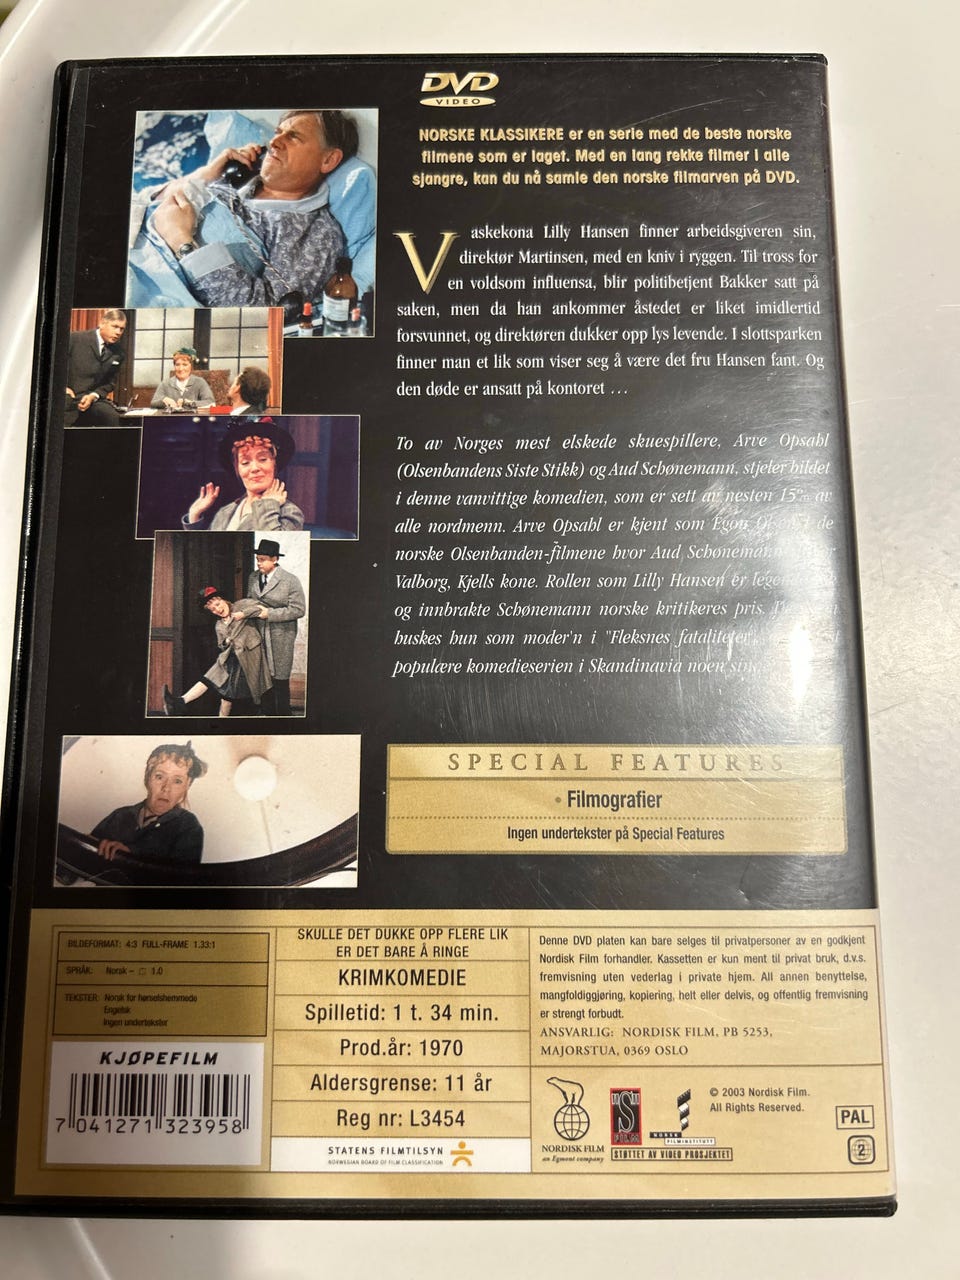 DVD
VIDEO
NORSKE KLASSIKERE er en serie med de beste norske
filmene som er laget. Med en lang rekke filmer i alle
sjangre, kan du nå samle den norske filmarven på DVD.
Vaskekona Lilly Hansen finner arbeidsgiveren sin,
direktør Martinsen, med en kniv i ryggen. Til tross for
en voldsom influensa, blir politibetjent Bakker satt på
saken, men da han ankommer åstedet er liket imidlertid
forsvunnet, og direktøren dukker opp lys levende. I slottsparken
finner man et lik som viser seg å være det fru Hansen fant. Og
den døde er ansatt på kontoret ...
To av Norges mest elskede skuespillere, Arve Opsahl
(Olsenbandens Siste Stikk) og Aud Schønemann, stjeler bildet
i denne vanvittige komedien, som er sett av nesten 15% av
alle nordmenn. Arve Opsahl er kjent som Egon de
norske Olsenbanden-filmene hvor Aud Schønemann
Valborg, Kjells kone. Rollen som Lilly Hansen er
og innbrakte Schønemann norske kritikeres pris.
huskes hun som moder'n i "Fleksnes fataliteter",
populære komedieserien i Skandinavia noen
SPECIAL FEATURES
• Filmografier
Ingen undertekster på Special Features
BILDEFORMAT: 4:3 FULL-FRAME 1.33:1
SPRÅK: Norsk – 1.0
TEKSTER: Norsk for hørselshemmede
Engelsk
Ingen undertekster
KJØPEFILM
7 041271 323958
SKULLE DET DUKKE OPP FLERE LIK
ER DET BARE Å RINGE
KRIMKOMEDIE
Spilletid: 1 t. 34 min.
Prod.år: 1970
Aldersgrense: 11 år
Reg nr: L3454
STATENS FILMTILSYN
NORWEGIAN BOARD OF FILM CLASSIFICATION
Denne DVD platen kan bare selges til privatpersoner av en godkjent
Nordisk Film forhandler. Kassetten er kun ment til privat bruk, d.v.s.
fremvisning uten vederlag i private hjem. All annen benyttelse,
mangfoldiggjøring, kopiering, helt eller delvis, og offentlig fremvisning
er strengt forbudt.
ANSVARLIG: NORDISK FILM, PB 5253,
MAJORSTUA, 0369 OSLO
NORDISK FILM
an Egmont company
"S"
FILM
NORSK
FILMINSTITUTT
STØTTET AV VIDEO PROSJEKTET
© 2003 Nordisk Film.
All Rights Reserved.
PAL
2